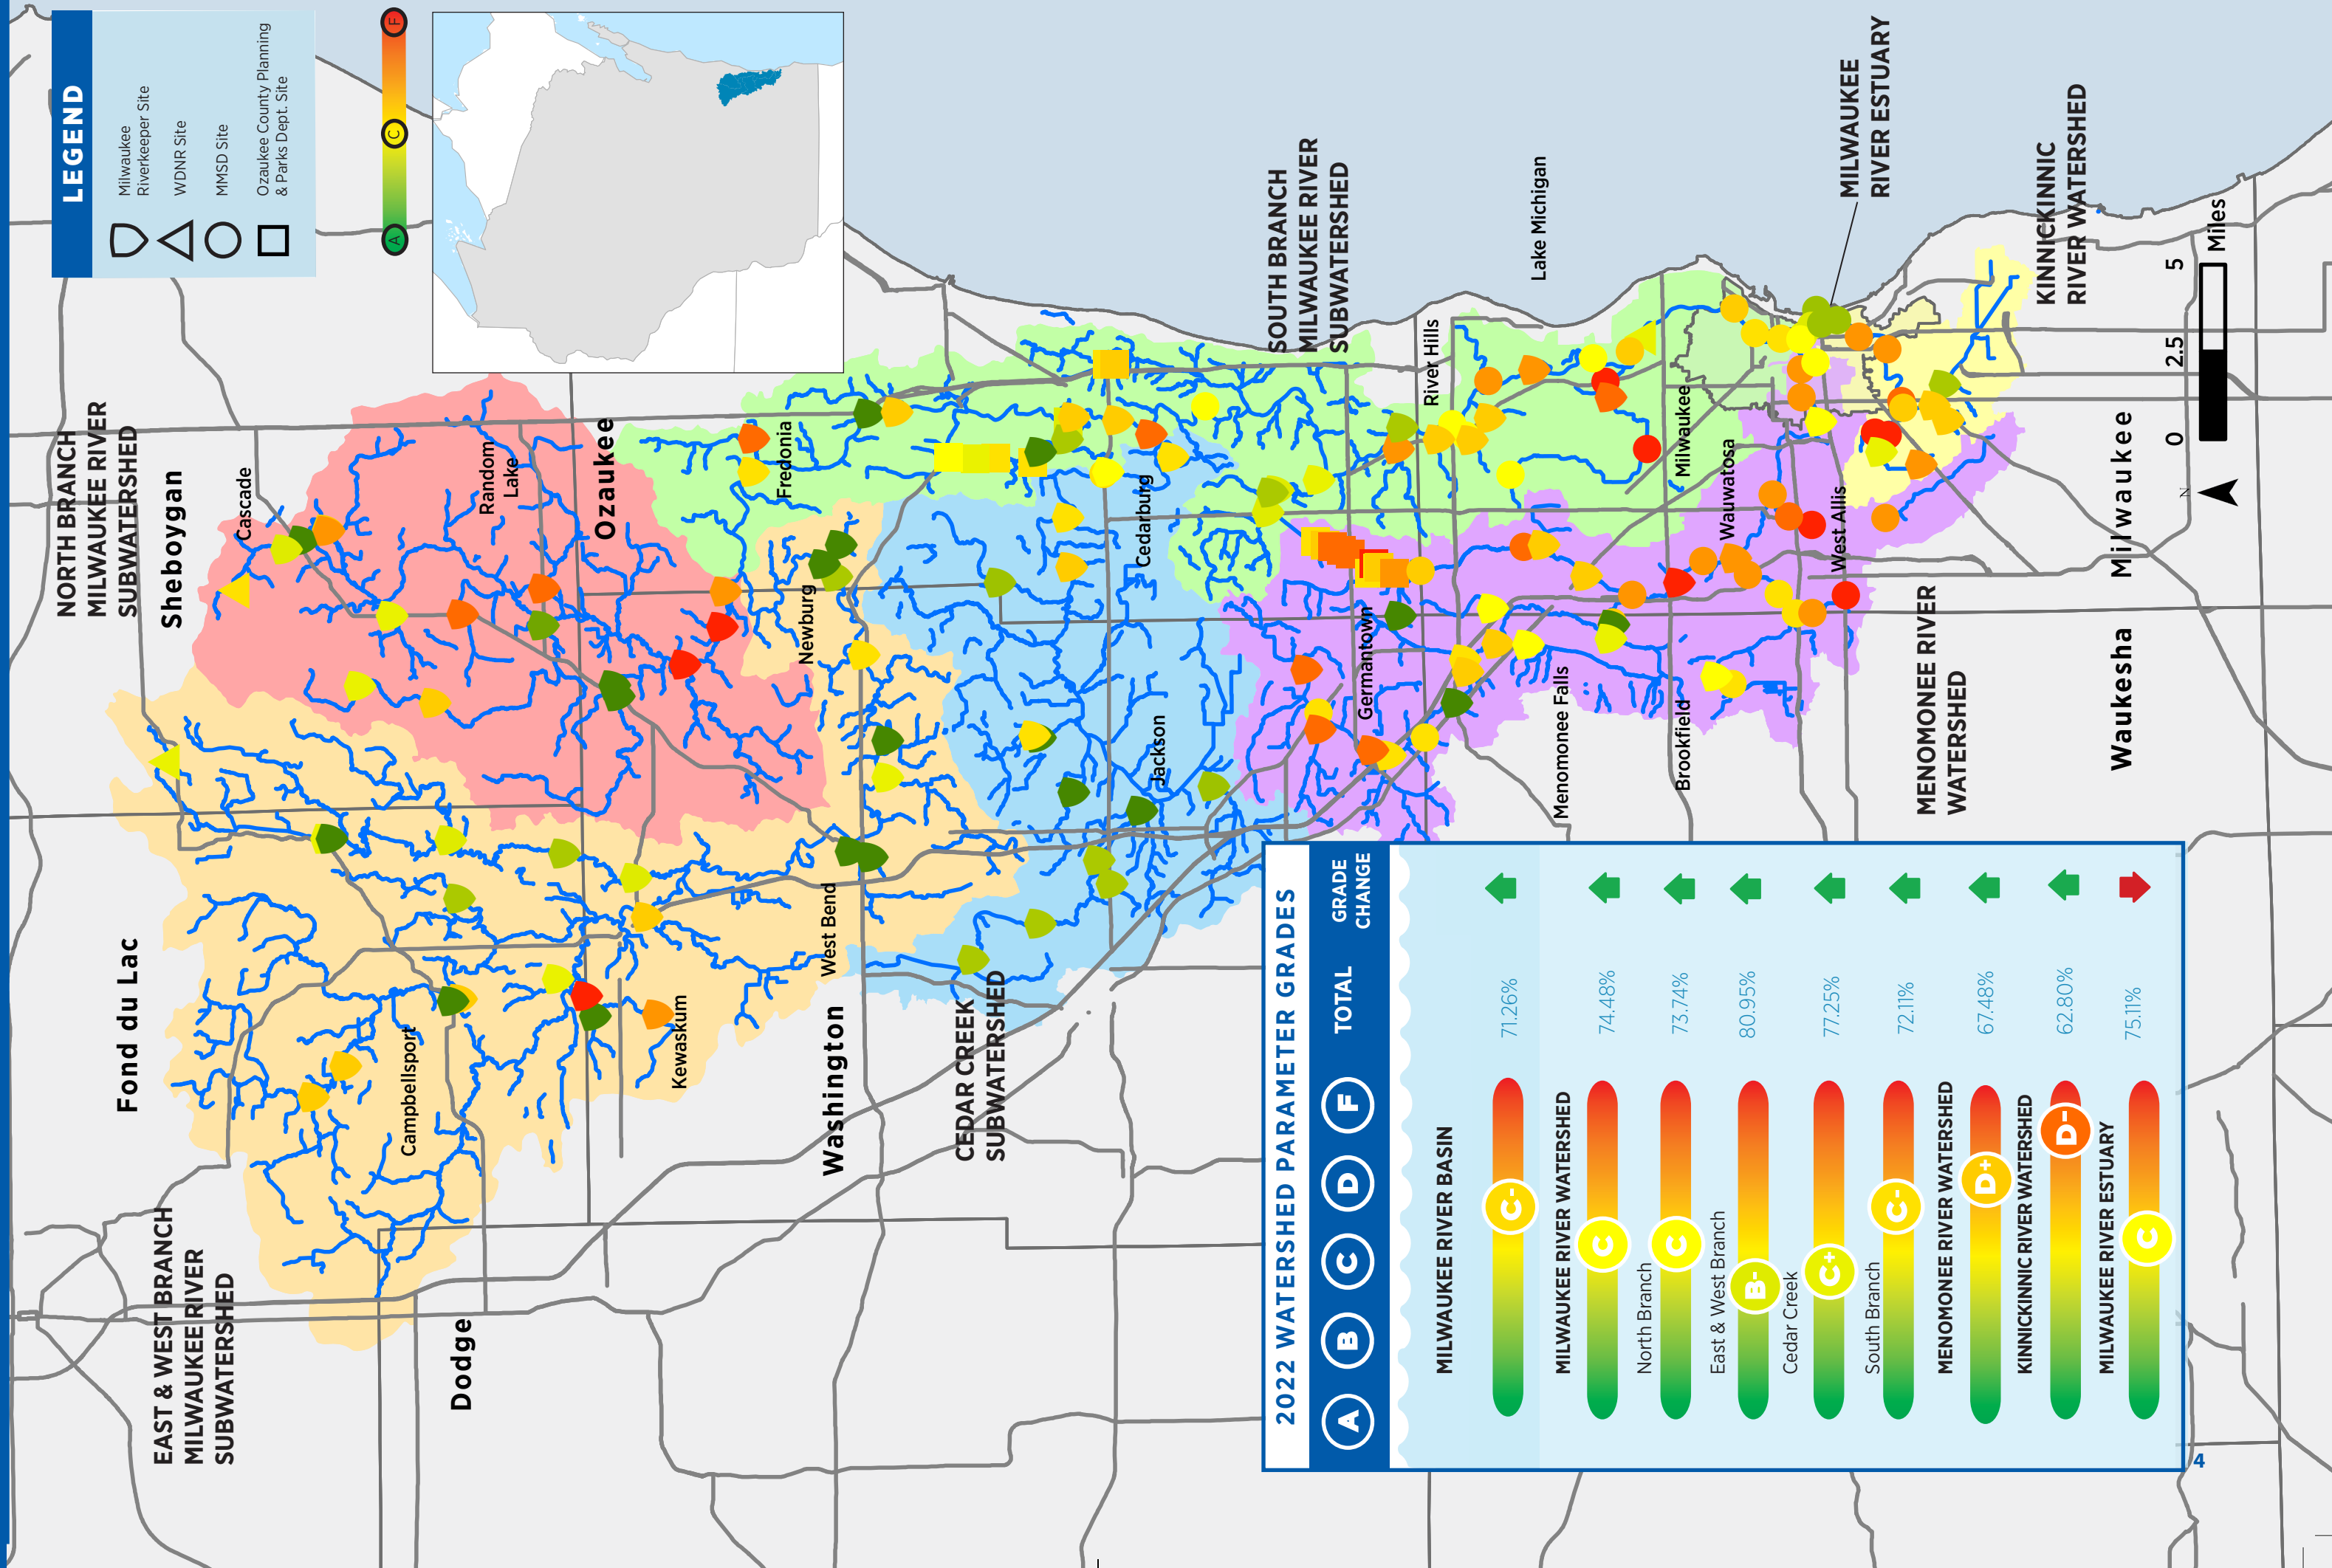 LEGEND
Milwaukee
Riverkeeper Site
WDNR Site
MMSD Site
Ozaukee County Planning
& Parks Dept. Site
A
C
F
NORTH BRANCH
MILWAUKEE RIVER
SUBWATERSHED
Sheboygan
Cascade
Random
Lake
Ozaukee
Fredonia
Newburg
Fond du Lac
Campbellsport
Kewaskum
West Bend
Washington
EAST & WEST BRANCH
MILWAUKEE RIVER
SUBWATERSHED
Dodge
CEDAR CREEK
SUBWATERSHED
Jackson
Cedarburg
SOUTH BRANCH
MILWAUKEE RIVER
SUBWATERSHED
River Hills
Lake Michigan
Germantown
Menomonee Falls
Brookfield
Milwaukee
Wauwatosa
West Allis
MILWAUKEE
RIVER ESTUARY
KINNICKINNIC
RIVER WATERSHED
MENOMONEE RIVER
WATERSHED
Waukesha
Milwaukee
N
0
2.5
5
Miles
2022 WATERSHED PARAMETER GRADES
A B C D F TOTAL GRADE
CHANGE
MILWAUKEE RIVER BASIN
C- 71.26%
MILWAUKEE RIVER WATERSHED
C 74.48%
North Branch
C 73.74%
East & West Branch
B- 80.95%
Cedar Creek
C+ 77.25%
South Branch
C- 72.11%
MENOMONEE RIVER WATERSHED
D+ 67.48%
KINNICKINNIC RIVER WATERSHED
D- 62.80%
MILWAUKEE RIVER ESTUARY
C 75.11%
4